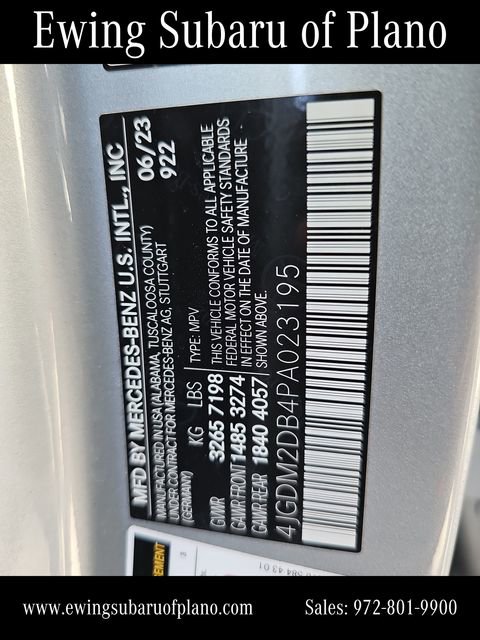 Ewing Subaru of Plano
MFD BY MERCEDES-BENZ U.S. INTL., INC
MANUFACTURED IN USA (ALABAMA, TUSCALOOSA COUNTY)
UNDER CONTRACT FOR MERCEDES-BENZ AG, STUTTGART
(GERMANY)
06/23
922
KG LBS
GVWR 3265 7198
GAWR FRONT 1485 3274
GAWR REAR 1840 4057
TYPE: MPV
THIS VEHICLE CONFORMS TO ALL APPLICABLE
FEDERAL MOTOR VEHICLE SAFETY STANDARDS
IN EFFECT ON THE DATE OF MANUFACTURE
SHOWN ABOVE.
4JGDM2DB4PA023195
584 43 01
www.ewingsubaruofplano.com Sales: 972-801-9900